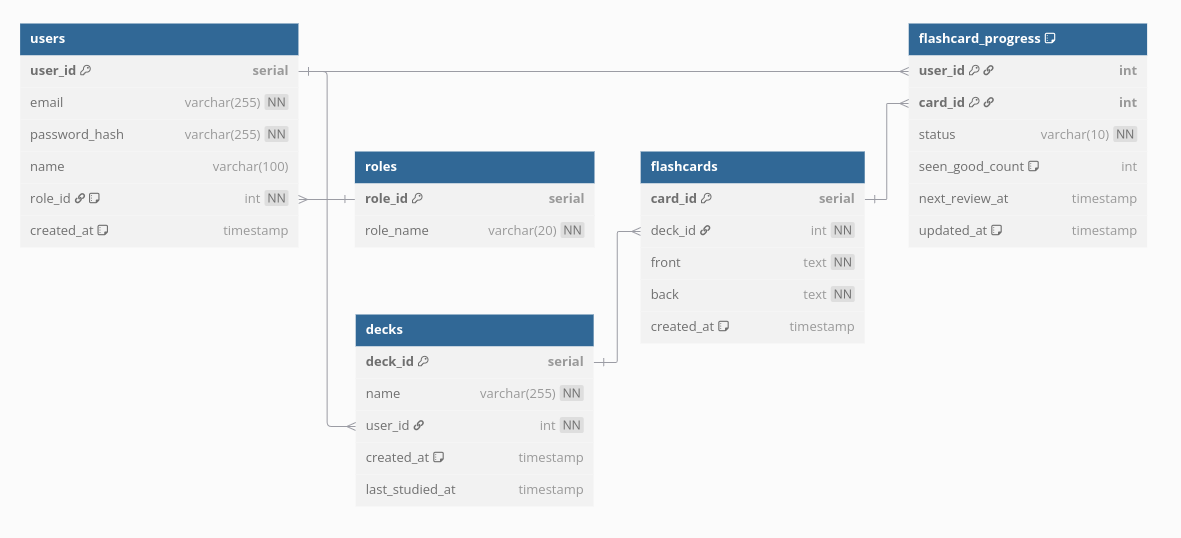 users
user_id serial
email varchar(255) NN
password_hash varchar(255) NN
name varchar(100)
role_id int NN
created_at timestamp
roles
role_id serial
role_name varchar(20) NN
decks
deck_id serial
name varchar(255) NN
user_id int NN
created_at timestamp
last_studied_at timestamp
flashcards
card_id serial
deck_id int NN
front text NN
back text NN
created_at timestamp
flashcard_progress
user_id int
card_id int
status varchar(10) NN
seen_good_count int
next_review_at timestamp
updated_at timestamp